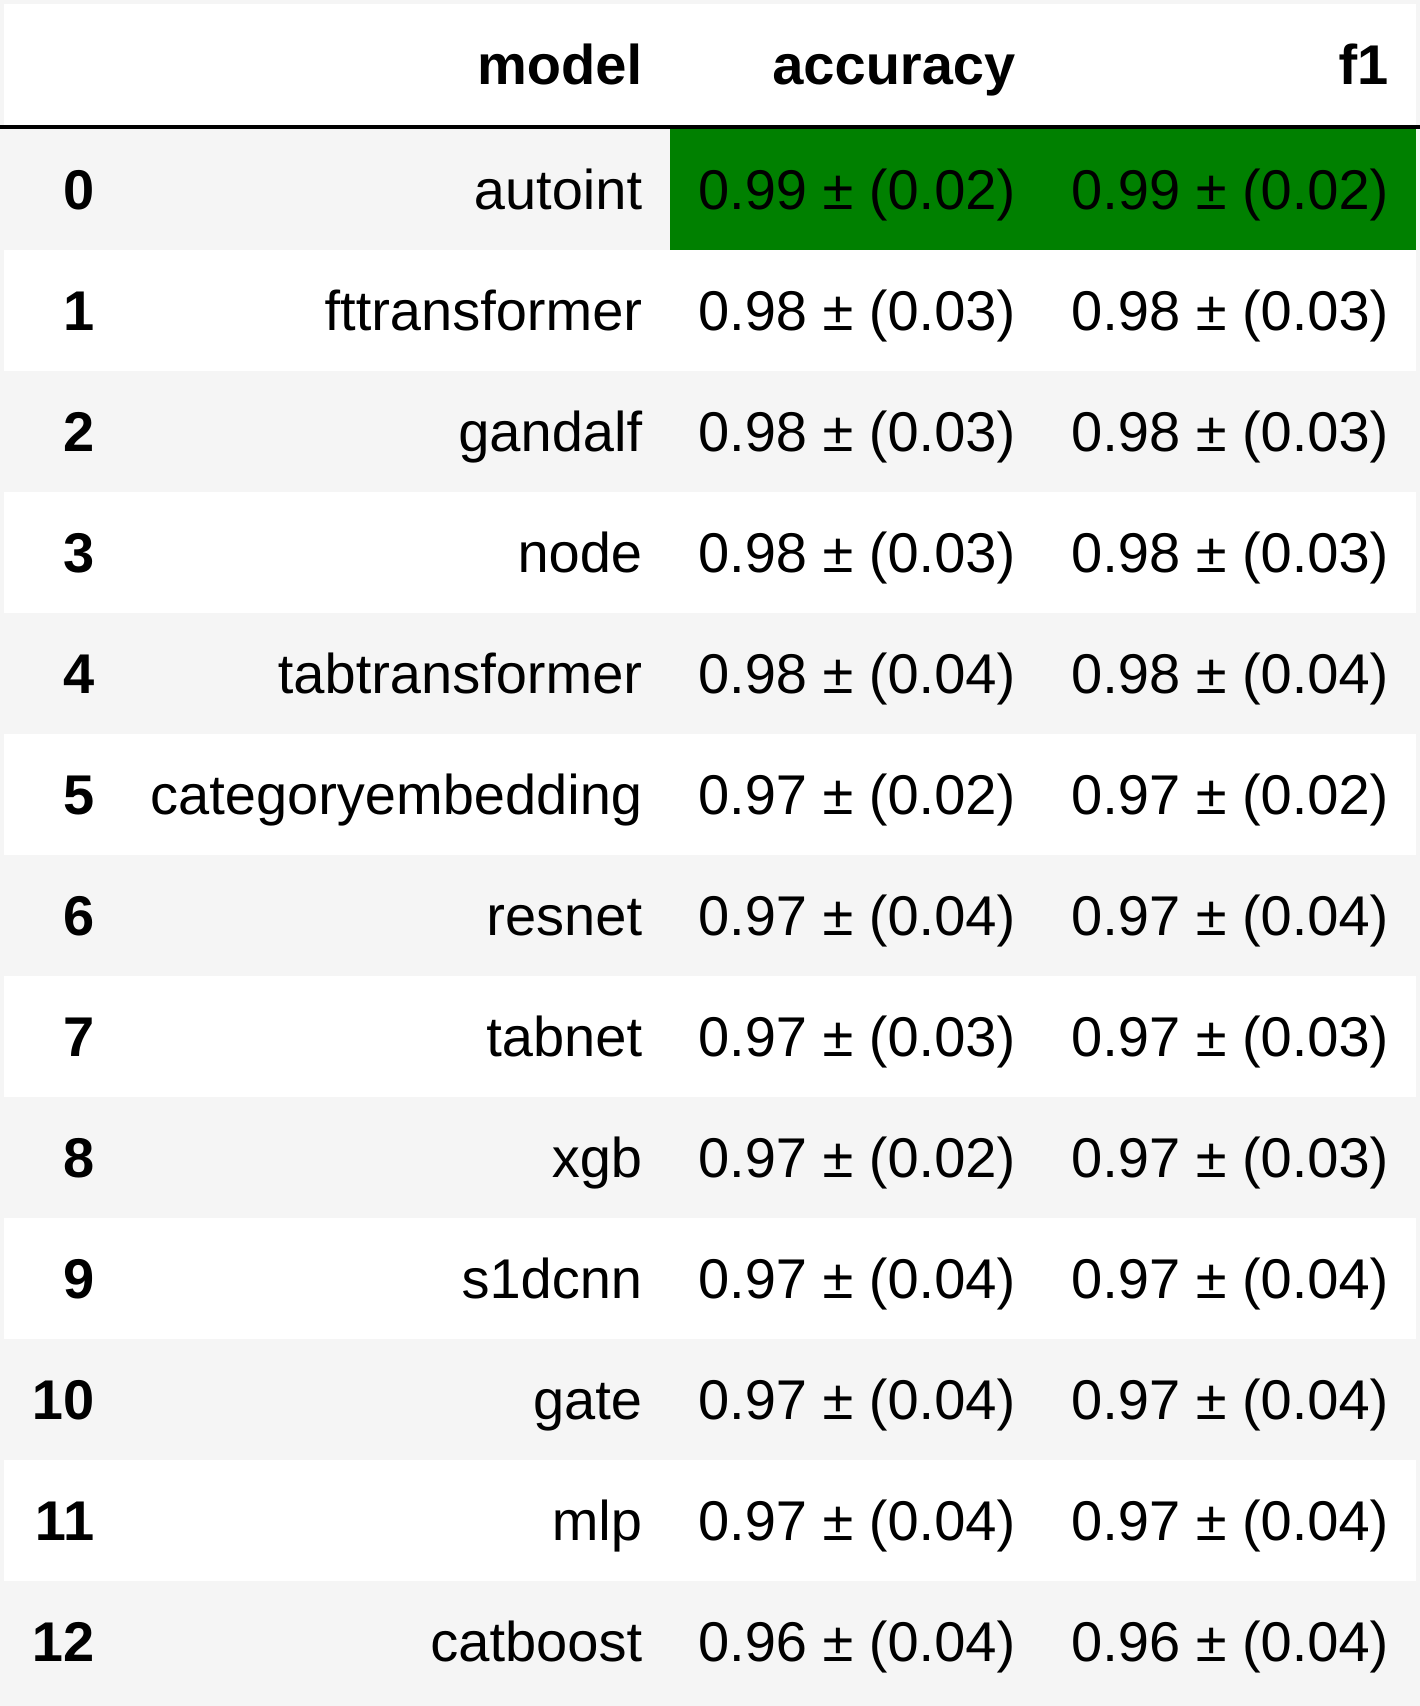 model accuracy f1
0 autoint 0.99 ± (0.02) 0.99 ± (0.02)
1 fttransformer 0.98 ± (0.03) 0.98 ± (0.03)
2 gandalf 0.98 ± (0.03) 0.98 ± (0.03)
3 node 0.98 ± (0.03) 0.98 ± (0.03)
4 tabtransformer 0.98 ± (0.04) 0.98 ± (0.04)
5 categoryembedding 0.97 ± (0.02) 0.97 ± (0.02)
6 resnet 0.97 ± (0.04) 0.97 ± (0.04)
7 tabnet 0.97 ± (0.03) 0.97 ± (0.03)
8 xgb 0.97 ± (0.02) 0.97 ± (0.03)
9 s1dcnn 0.97 ± (0.04) 0.97 ± (0.04)
10 gate 0.97 ± (0.04) 0.97 ± (0.04)
11 mlp 0.97 ± (0.04) 0.97 ± (0.04)
12 catboost 0.96 ± (0.04) 0.96 ± (0.04)